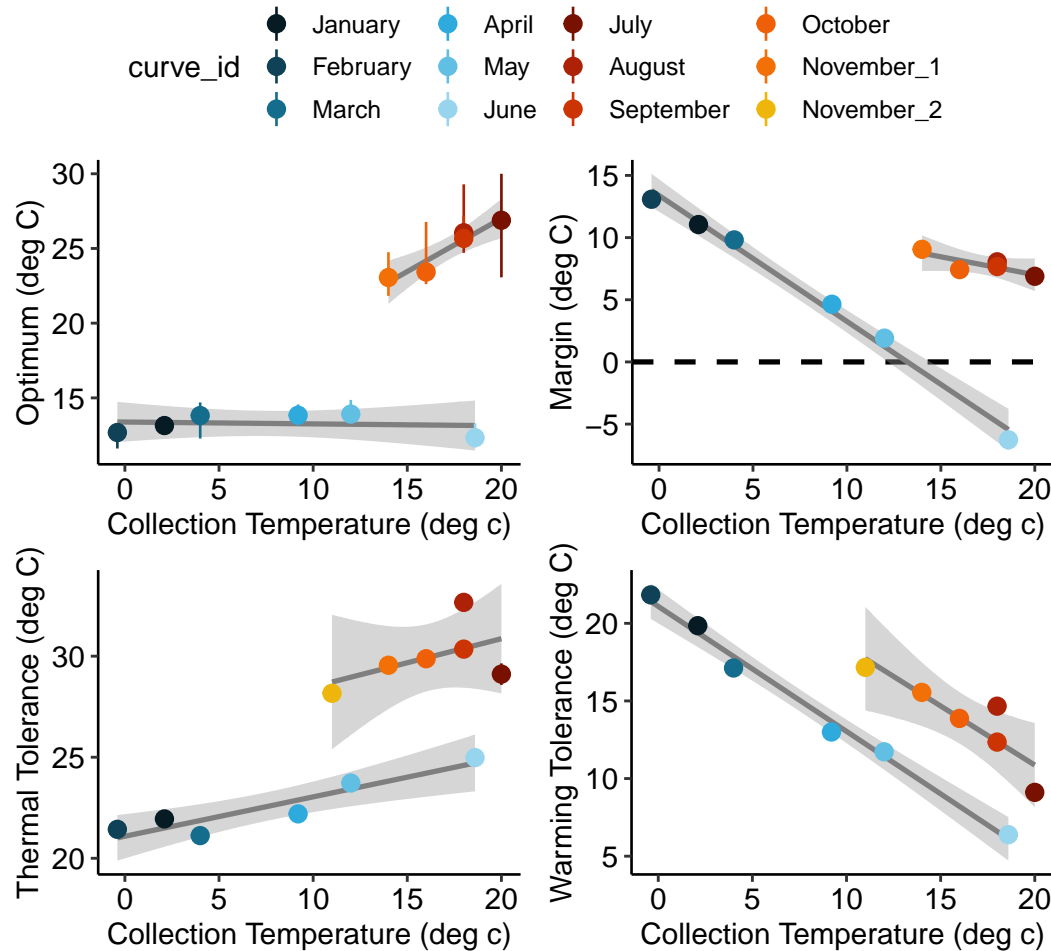 curve_id
January
February
March
April
May
June
July
August
September
October
November_1
November_2
Optimum (deg C)
30
25
20
15
0 5 10 15 20
Collection Temperature (deg c)
Margin (deg C)
15
10
5
0
−5
0 5 10 15 20
Collection Temperature (deg c)
Thermal Tolerance (deg C)
35
30
25
20
0 5 10 15 20
Collection Temperature (deg c)
Warming Tolerance (deg C)
20
15
10
5
0 5 10 15 20
Collection Temperature (deg c)